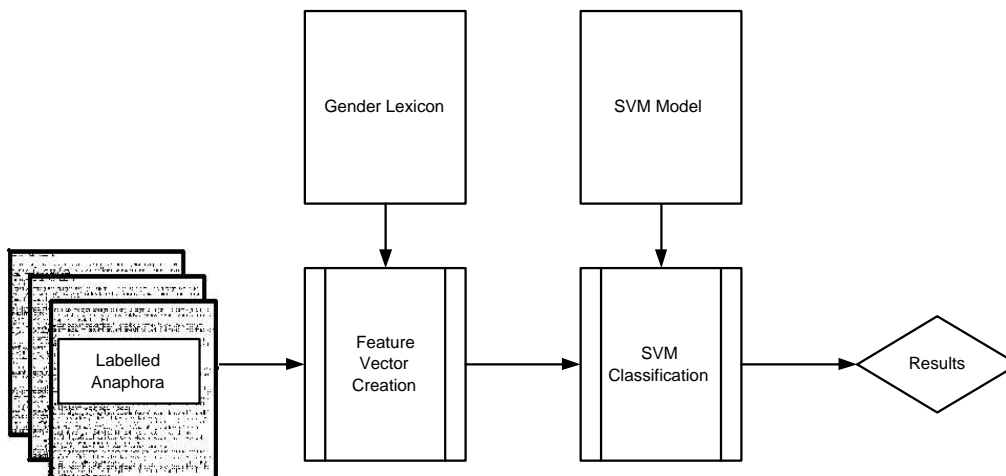 Gender Lexicon
SVM Model
Labelled
Anaphora
Feature
Vector
Creation
SVM
Classification
Results